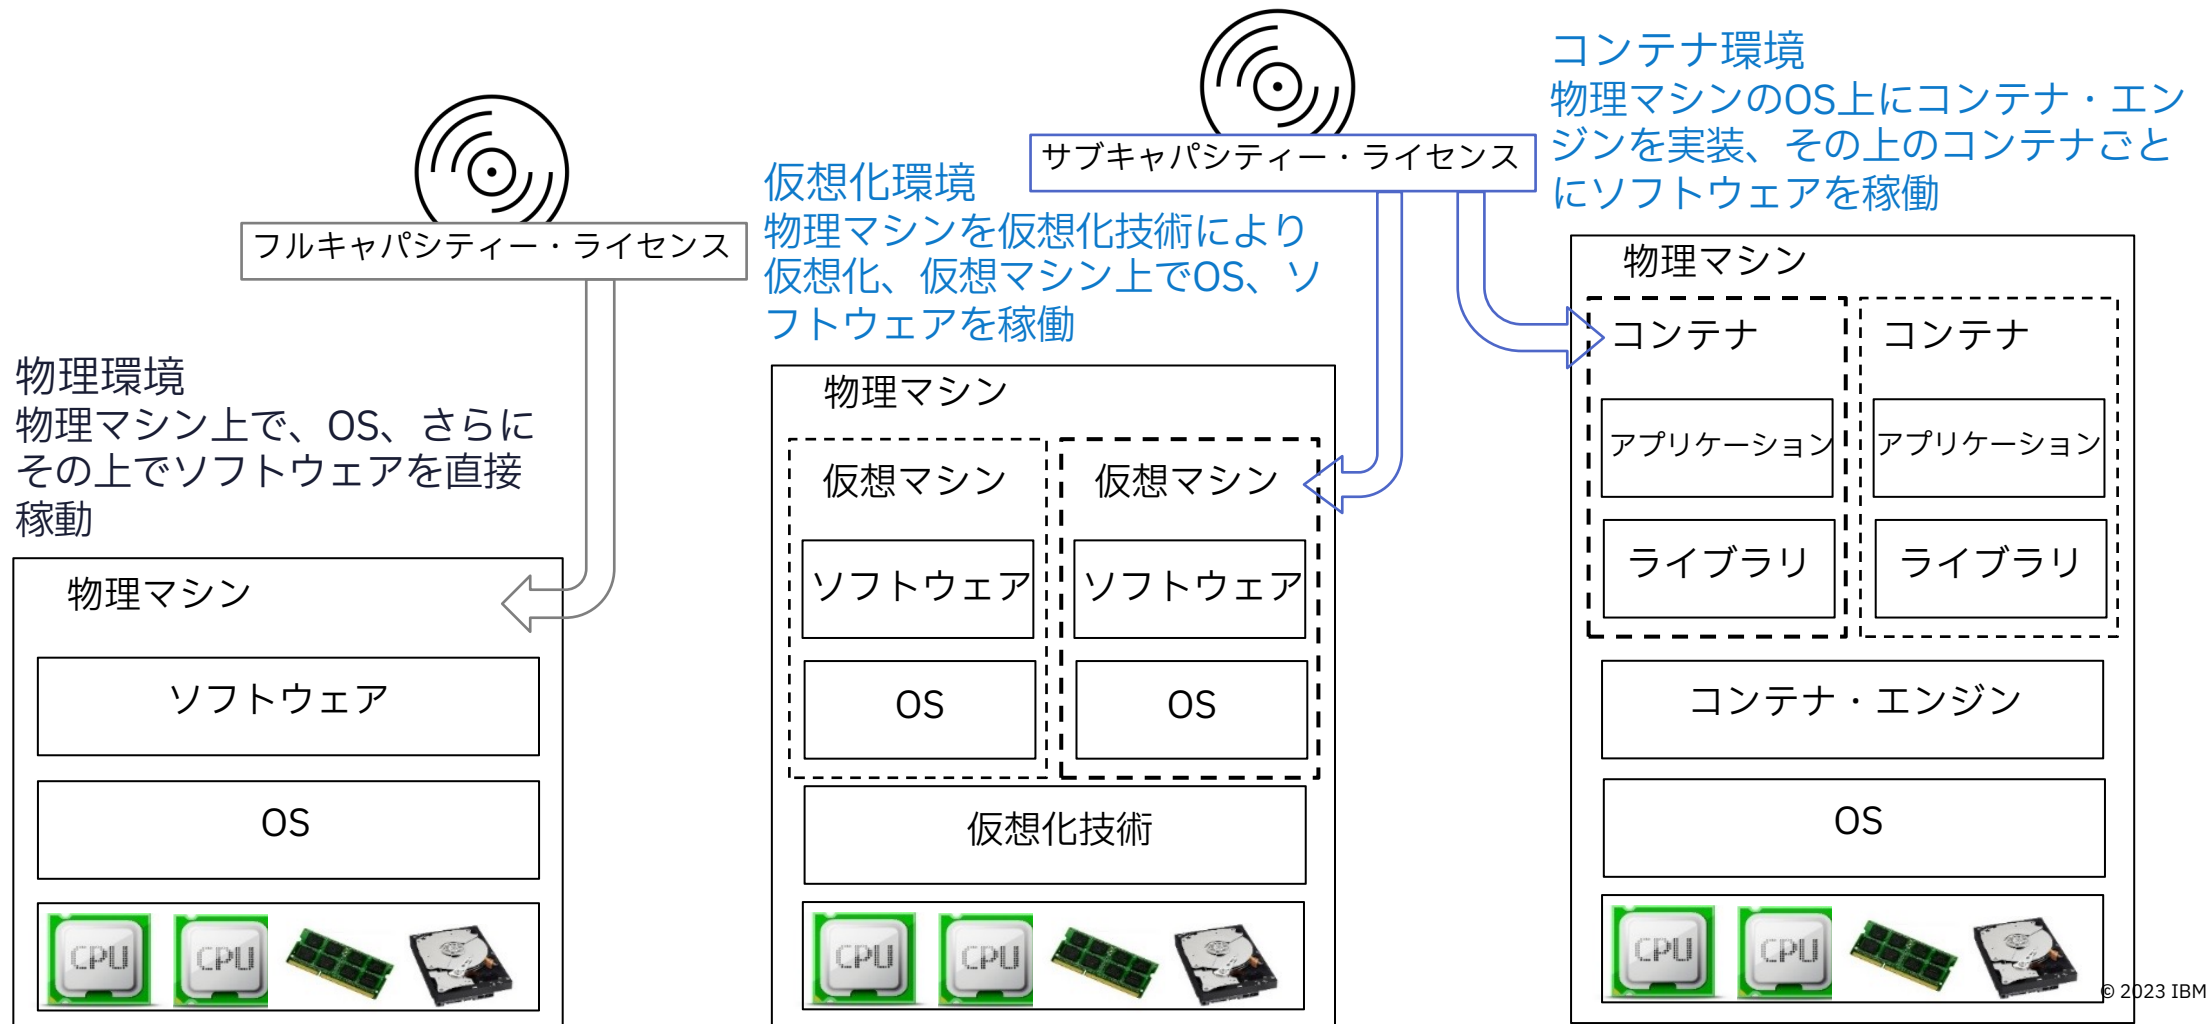 フルキャパシティー・ライセンス
物理環境
物理マシン上で、OS、さらに
その上でソフトウェアを直接
稼動
物理マシン
ソフトウェア
OS
CPU
CPU
サブキャパシティー・ライセンス
仮想化環境
物理マシンを仮想化技術により
仮想化、仮想マシン上でOS、ソ
フトウェアを稼働
物理マシン
仮想マシン
仮想マシン
ソフトウェア
ソフトウェア
OS
OS
仮想化技術
CPU
CPU
コンテナ環境
物理マシンのOS上にコンテナ・エン
ジンを実装、その上のコンテナごと
にソフトウェアを稼働
物理マシン
コンテナ
コンテナ
アプリケーション
アプリケーション
ライブラリ
ライブラリ
コンテナ・エンジン
OS
CPU
CPU
© 2023 IBM